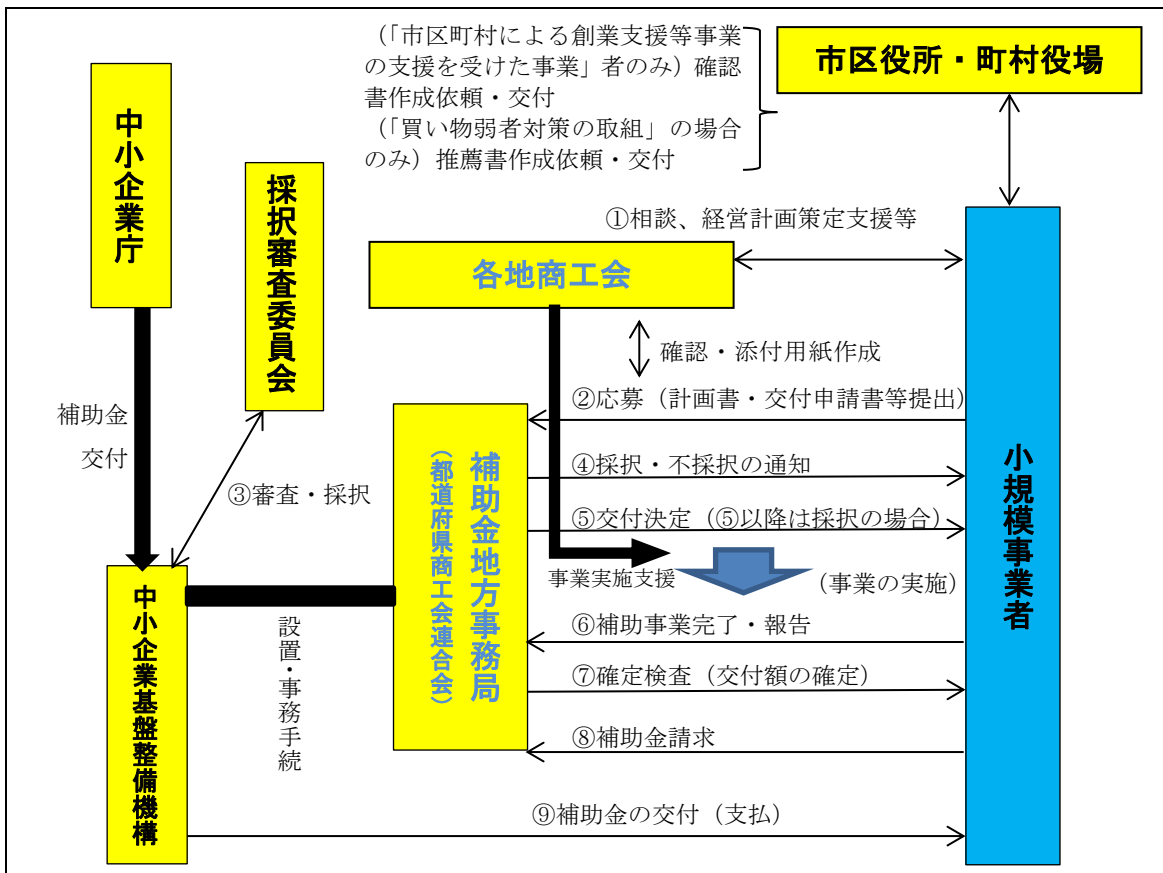 （「市区町村による創業支援等事業
の支援を受けた事業」者のみ）確認
書作成依頼・交付
（「買い物弱者対策の取組」の場合
のみ）推薦書作成依頼・交付
市区役所・町村役場
中小企業庁
採択審査委員会
①相談、経営計画策定支援等
各地商工会
確認・添付用紙作成
補助金
交付
②応募（計画書・交付申請書等提出）
③審査・採択
補助金地方事務局
（都道府県商工会連合会）
④採択・不採択の通知
⑤交付決定（⑤以降は採択の場合）
小規模事業者
事業実施支援
（事業の実施）
中小企業基盤整備機構
設置・事務手続
⑥補助事業完了・報告
⑦確定検査（交付額の確定）
⑧補助金請求
⑨補助金の交付（支払）